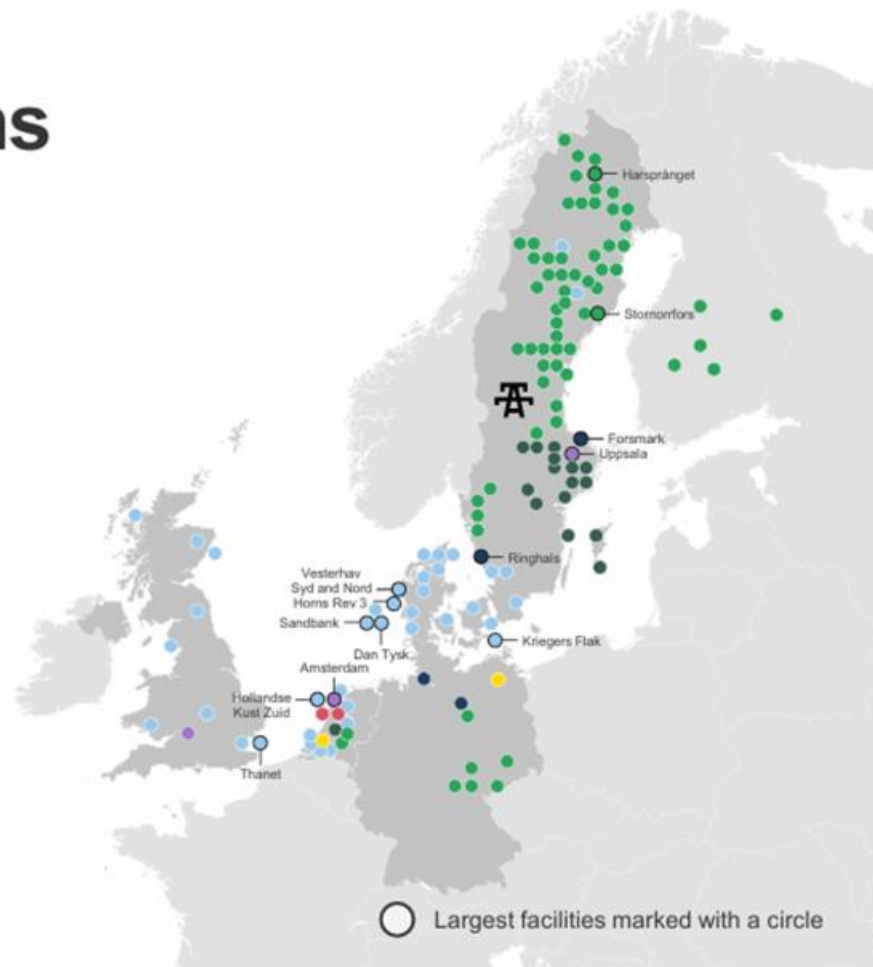 ns
Harsprånget
Stornorrfors
Forsmark
Uppsala
Ringhals
Vesterhav
Syd and Nord
Horns Rev 3
Sandbank
Dan Tysk
Kriegers Flak
Amsterdam
Hollandse
Kust Zuid
Thanet
Largest facilities marked with a circle